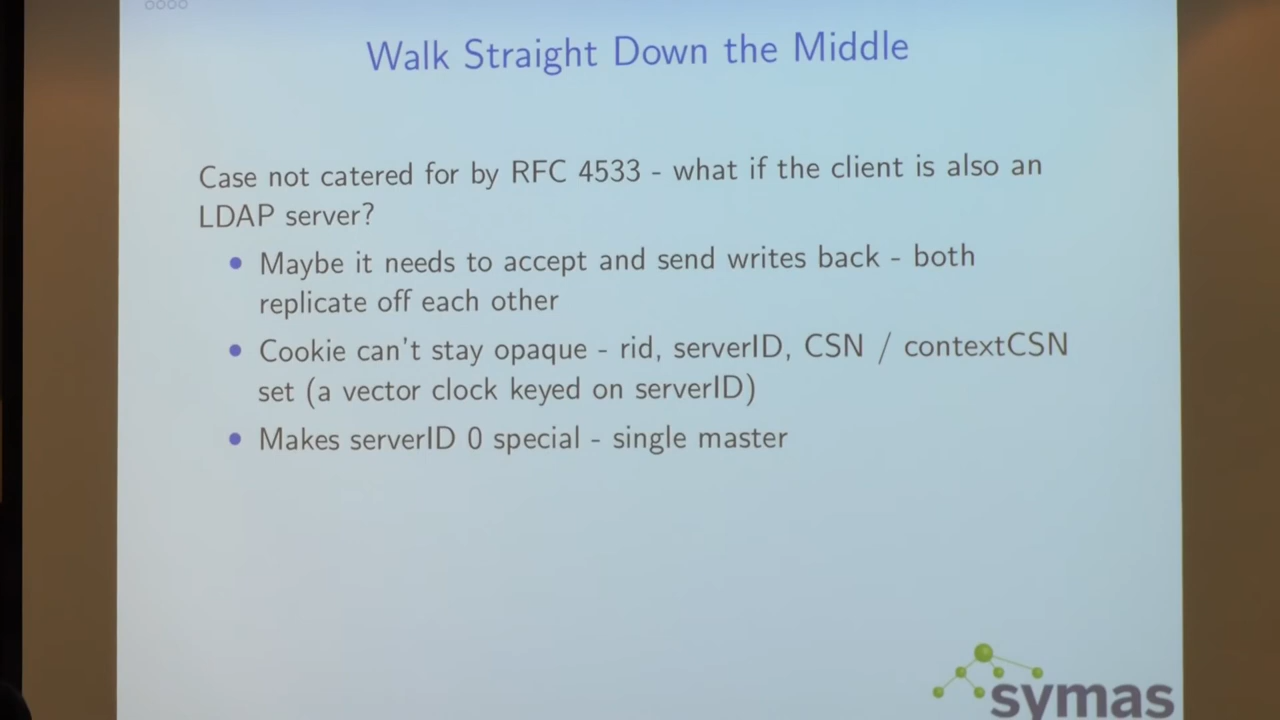 Walk Straight Down the Middle
Case not catered for by RFC 4533 - what if the client is also an
LDAP server?
Maybe it needs to accept and send writes back - both
replicate off each other
Cookie can't stay opaque - rid, serverID, CSN / contextCSN
set (a vector clock keyed on serverID)
Makes serverID 0 special - single master
symas